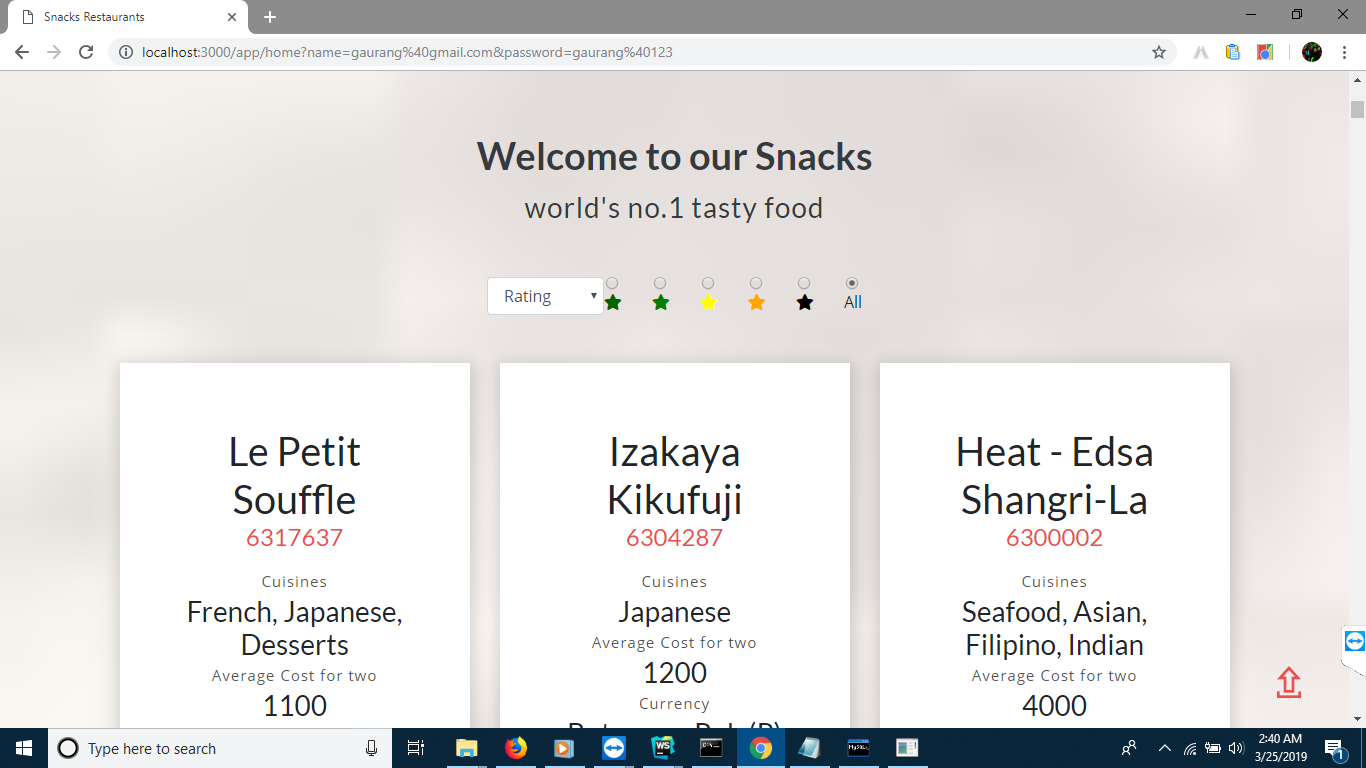 Snacks Restaurants
localhost:3000/app/home?name=gaurang%40gmail.com&password=gaurang%40123
Welcome to our Snacks
world's no.1 tasty food
Rating
All
Le Petit
Souffle
6317637
Cuisines
French, Japanese,
Desserts
Average Cost for two
1100
Izakaya
Kikufuji
6304287
Cuisines
Japanese
Average Cost for two
1200
Currency
Heat - Edsa
Shangri-La
6300002
Cuisines
Seafood, Asian,
Filipino, Indian
Average Cost for two
4000
Type here to search
WS
2:40 AM
3/25/2019
1